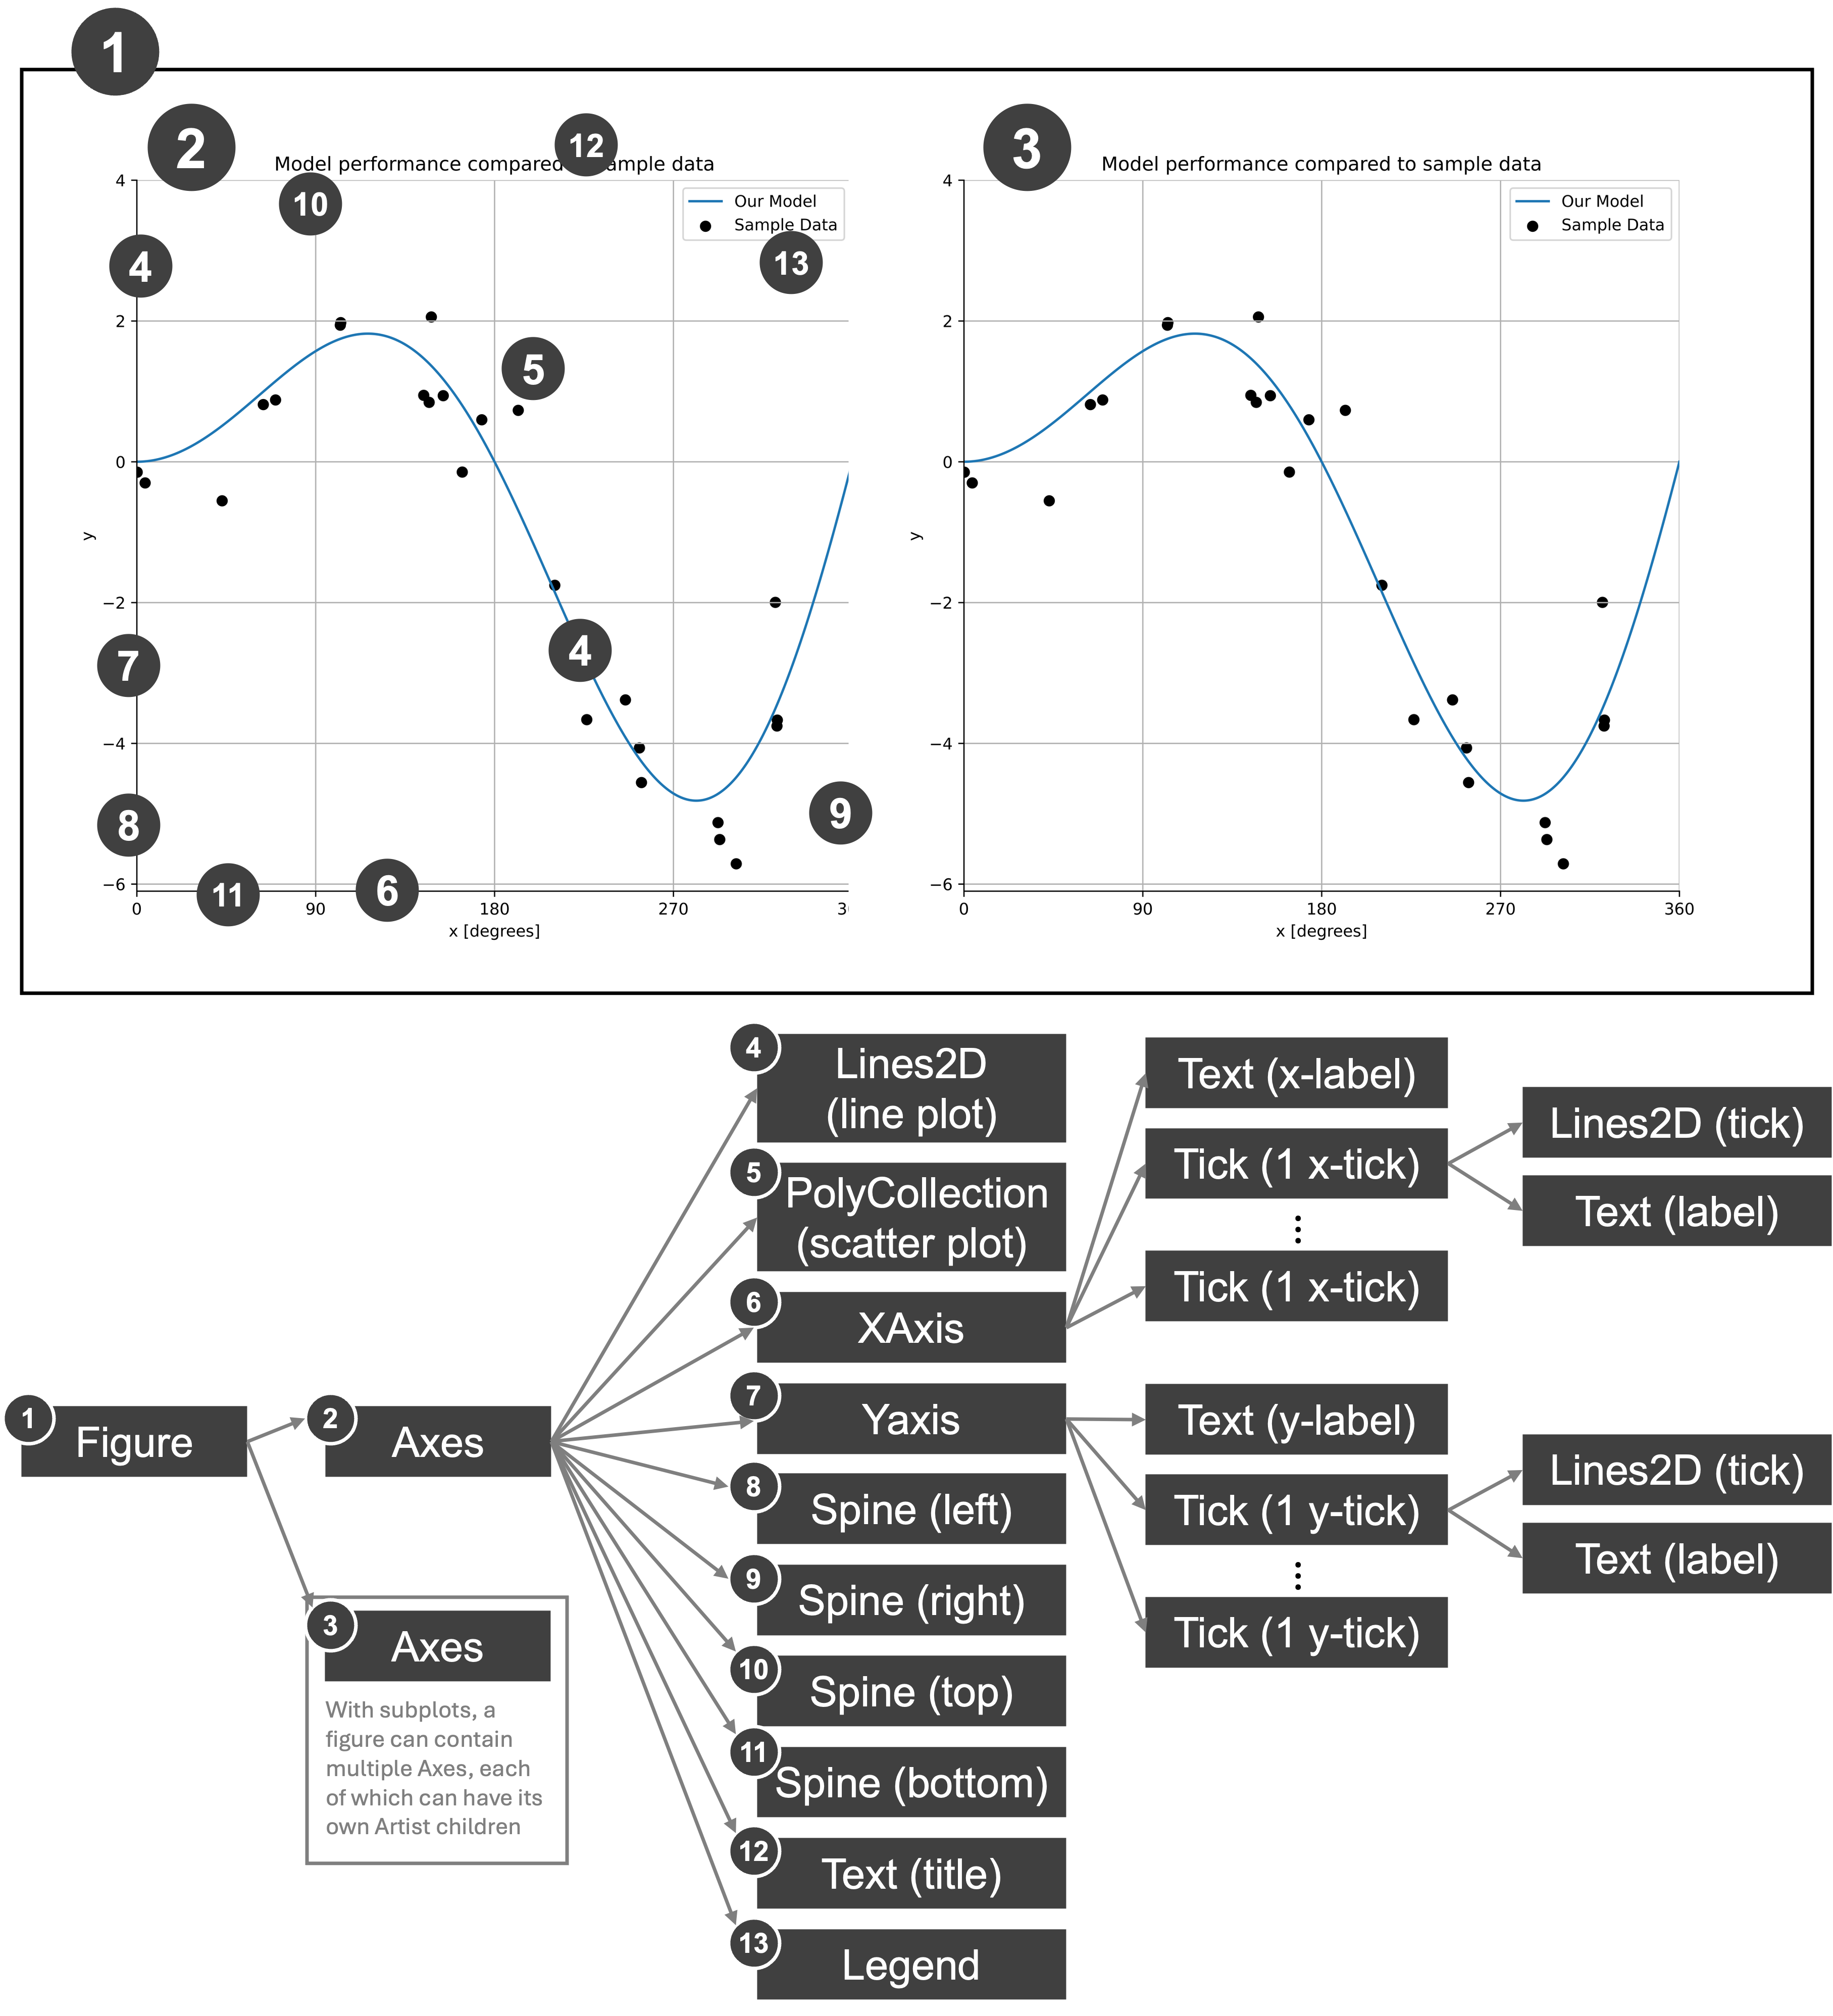 1
2
12
3
Model performance compared ample data
Model performance compared to sample data
4
4
10
Our Model
Sample Data
Our Model
Sample Data
4
13
2
2
5
0
0
y
y
−2
−2
4
7
−4
−4
8
9
−6
−6
11
6
0
90
180
270
0
90
180
270
360
x [degrees]
x [degrees]
4
Lines2D
(line plot)
5
PolyCollection
(scatter plot)
6
XAxis
7
Yaxis
8
Spine (left)
9
Spine (right)
10
Spine (top)
11
Spine (bottom)
12
Text (title)
13
Legend
Text (x-label)
Tick (1 x-tick)
Tick (1 x-tick)
Lines2D (tick)
Text (label)
Text (y-label)
Tick (1 y-tick)
Tick (1 y-tick)
Lines2D (tick)
Text (label)
1
Figure
2
Axes
3
Axes
With subplots, a
figure can contain
multiple Axes, each
of which can have its
own Artist children